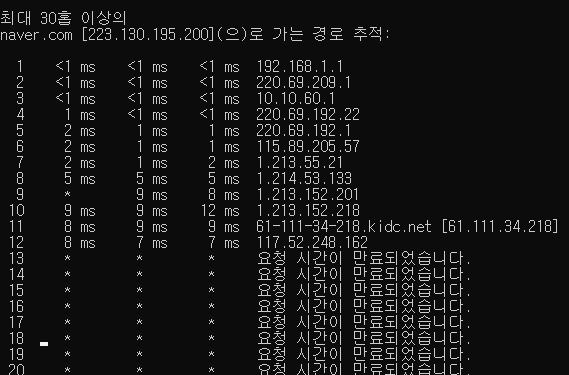 최대 30홉 이상의
naver.com [223.130.195.200](으)로 가는 경로 추적:
1 <1 ms <1 ms <1 ms 192.168.1.1
2 <1 ms <1 ms <1 ms 220.69.209.1
3 <1 ms <1 ms <1 ms 10.10.60.1
4 1 ms <1 ms <1 ms 220.69.192.22
5 2 ms 1 ms 1 ms 220.69.192.1
6 2 ms 1 ms 1 ms 115.89.205.57
7 2 ms 1 ms 2 ms 1.213.55.21
8 5 ms 5 ms 5 ms 1.214.53.133
9 * 9 ms 8 ms 1.213.152.201
10 9 ms 9 ms 12 ms 1.213.152.218
11 8 ms 9 ms 9 ms 61-111-34-218.kidc.net [61.111.34.218]
12 8 ms 7 ms 7 ms 117.52.248.162
13 * * * 요청 시간이 만료되었습니다.
14 * * * 요청 시간이 만료되었습니다.
15 * * * 요청 시간이 만료되었습니다.
16 * * * 요청 시간이 만료되었습니다.
17 * * * 요청 시간이 만료되었습니다.
18 * * * 요청 시간이 만료되었습니다.
19 * * * 요청 시간이 만료되었습니다.
20 * * * 요청 시간이 만료되었습니다.